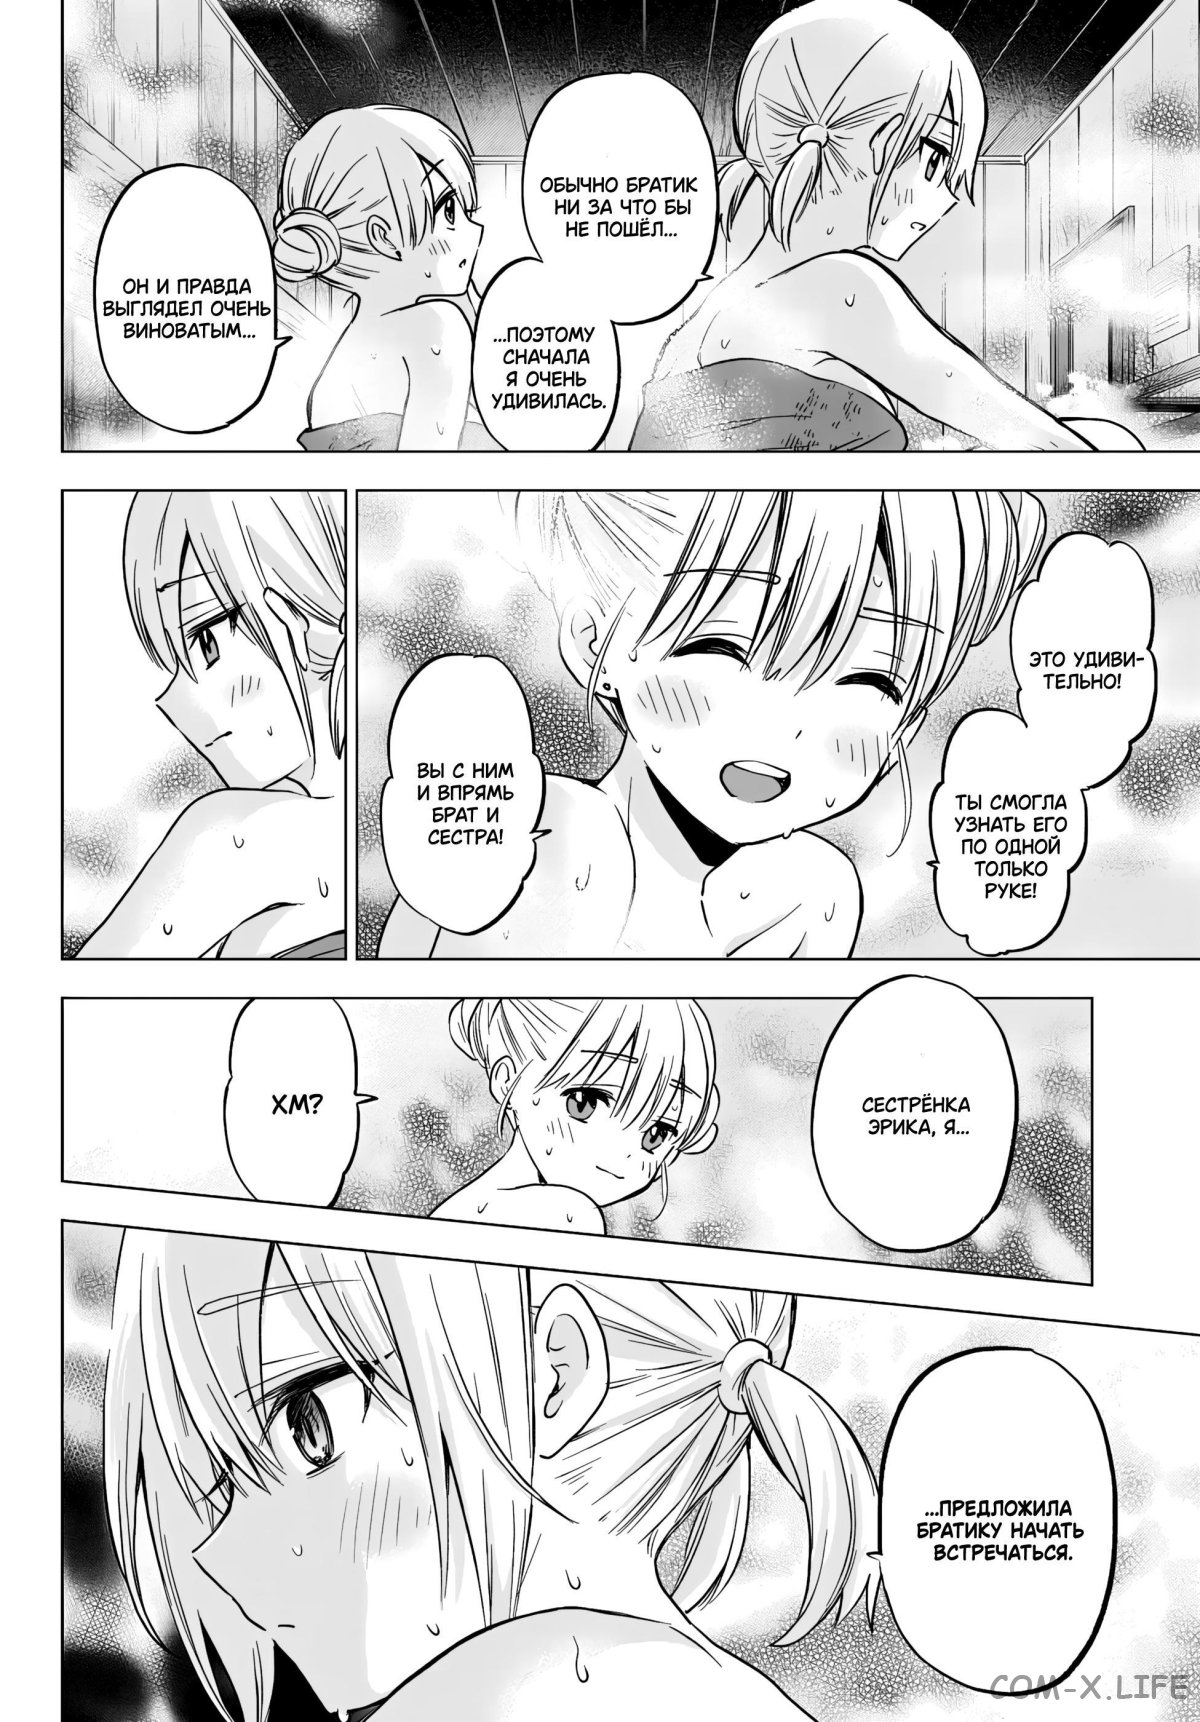 ОБЫЧНО БРАТИК
НИ ЗА ЧТО БЫ
НЕ ПОШЁЛ...
...ПОЭТОМУ
СНАЧАЛА
Я ОЧЕНЬ
УДИВИЛАСЬ.
ОН И ПРАВДА
ВЫГЛЯДЕЛ ОЧЕНЬ
ВИНОВАТЫМ...
ЭТО УДИВИ-
ТЕЛЬНО!
ТЫ СМОГЛА
УЗНАТЬ ЕГО
ПО ОДНОЙ
ТОЛЬКО
РУКЕ!
ВЫ С НИМ
И ВПРЯМЬ
БРАТ И
СЕСТРА!
СЕСТРЁНКА
ЭРИКА, Я...
ХМ?
...ПРЕДЛОЖИЛА
БРАТИКУ НАЧАТЬ
ВСТРЕЧАТЬСЯ.
COM-X.LIFE